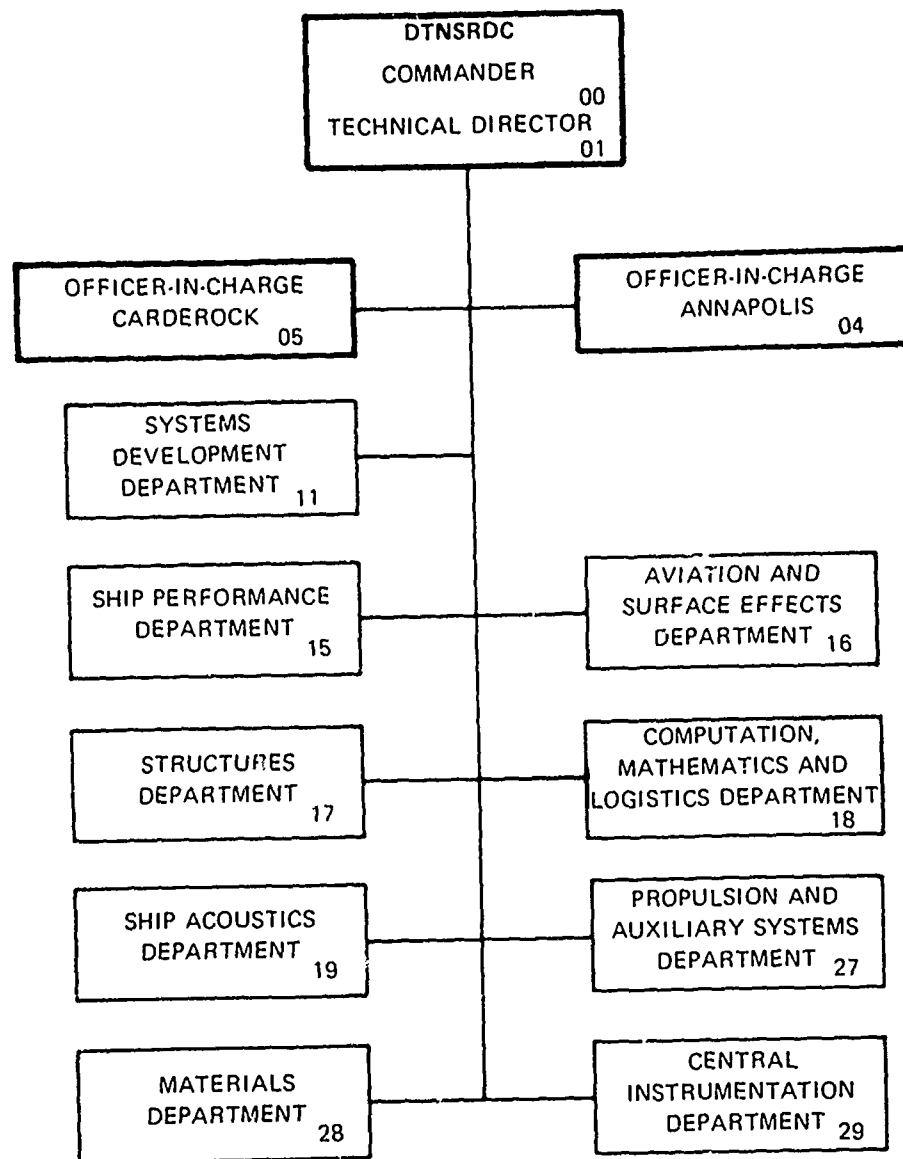 DTNSRDC
COMMANDER
00
TECHNICAL DIRECTOR
01
OFFICER-IN-CHARGE
CARDEROCK
05
OFFICER-IN-CHARGE
ANNAPOLIS
04
SYSTEMS
DEVELOPMENT
DEPARTMENT
11
SHIP PERFORMANCE
DEPARTMENT
15
AVIATION AND
SURFACE EFFECTS
DEPARTMENT
16
STRUCTURES
DEPARTMENT
17
COMPUTATION,
MATHEMATICS AND
LOGISTICS DEPARTMENT
18
SHIP ACOUSTICS
DEPARTMENT
19
PROPULSION AND
AUXILIARY SYSTEMS
DEPARTMENT
27
MATERIALS
DEPARTMENT
28
CENTRAL
INSTRUMENTATION
DEPARTMENT
29